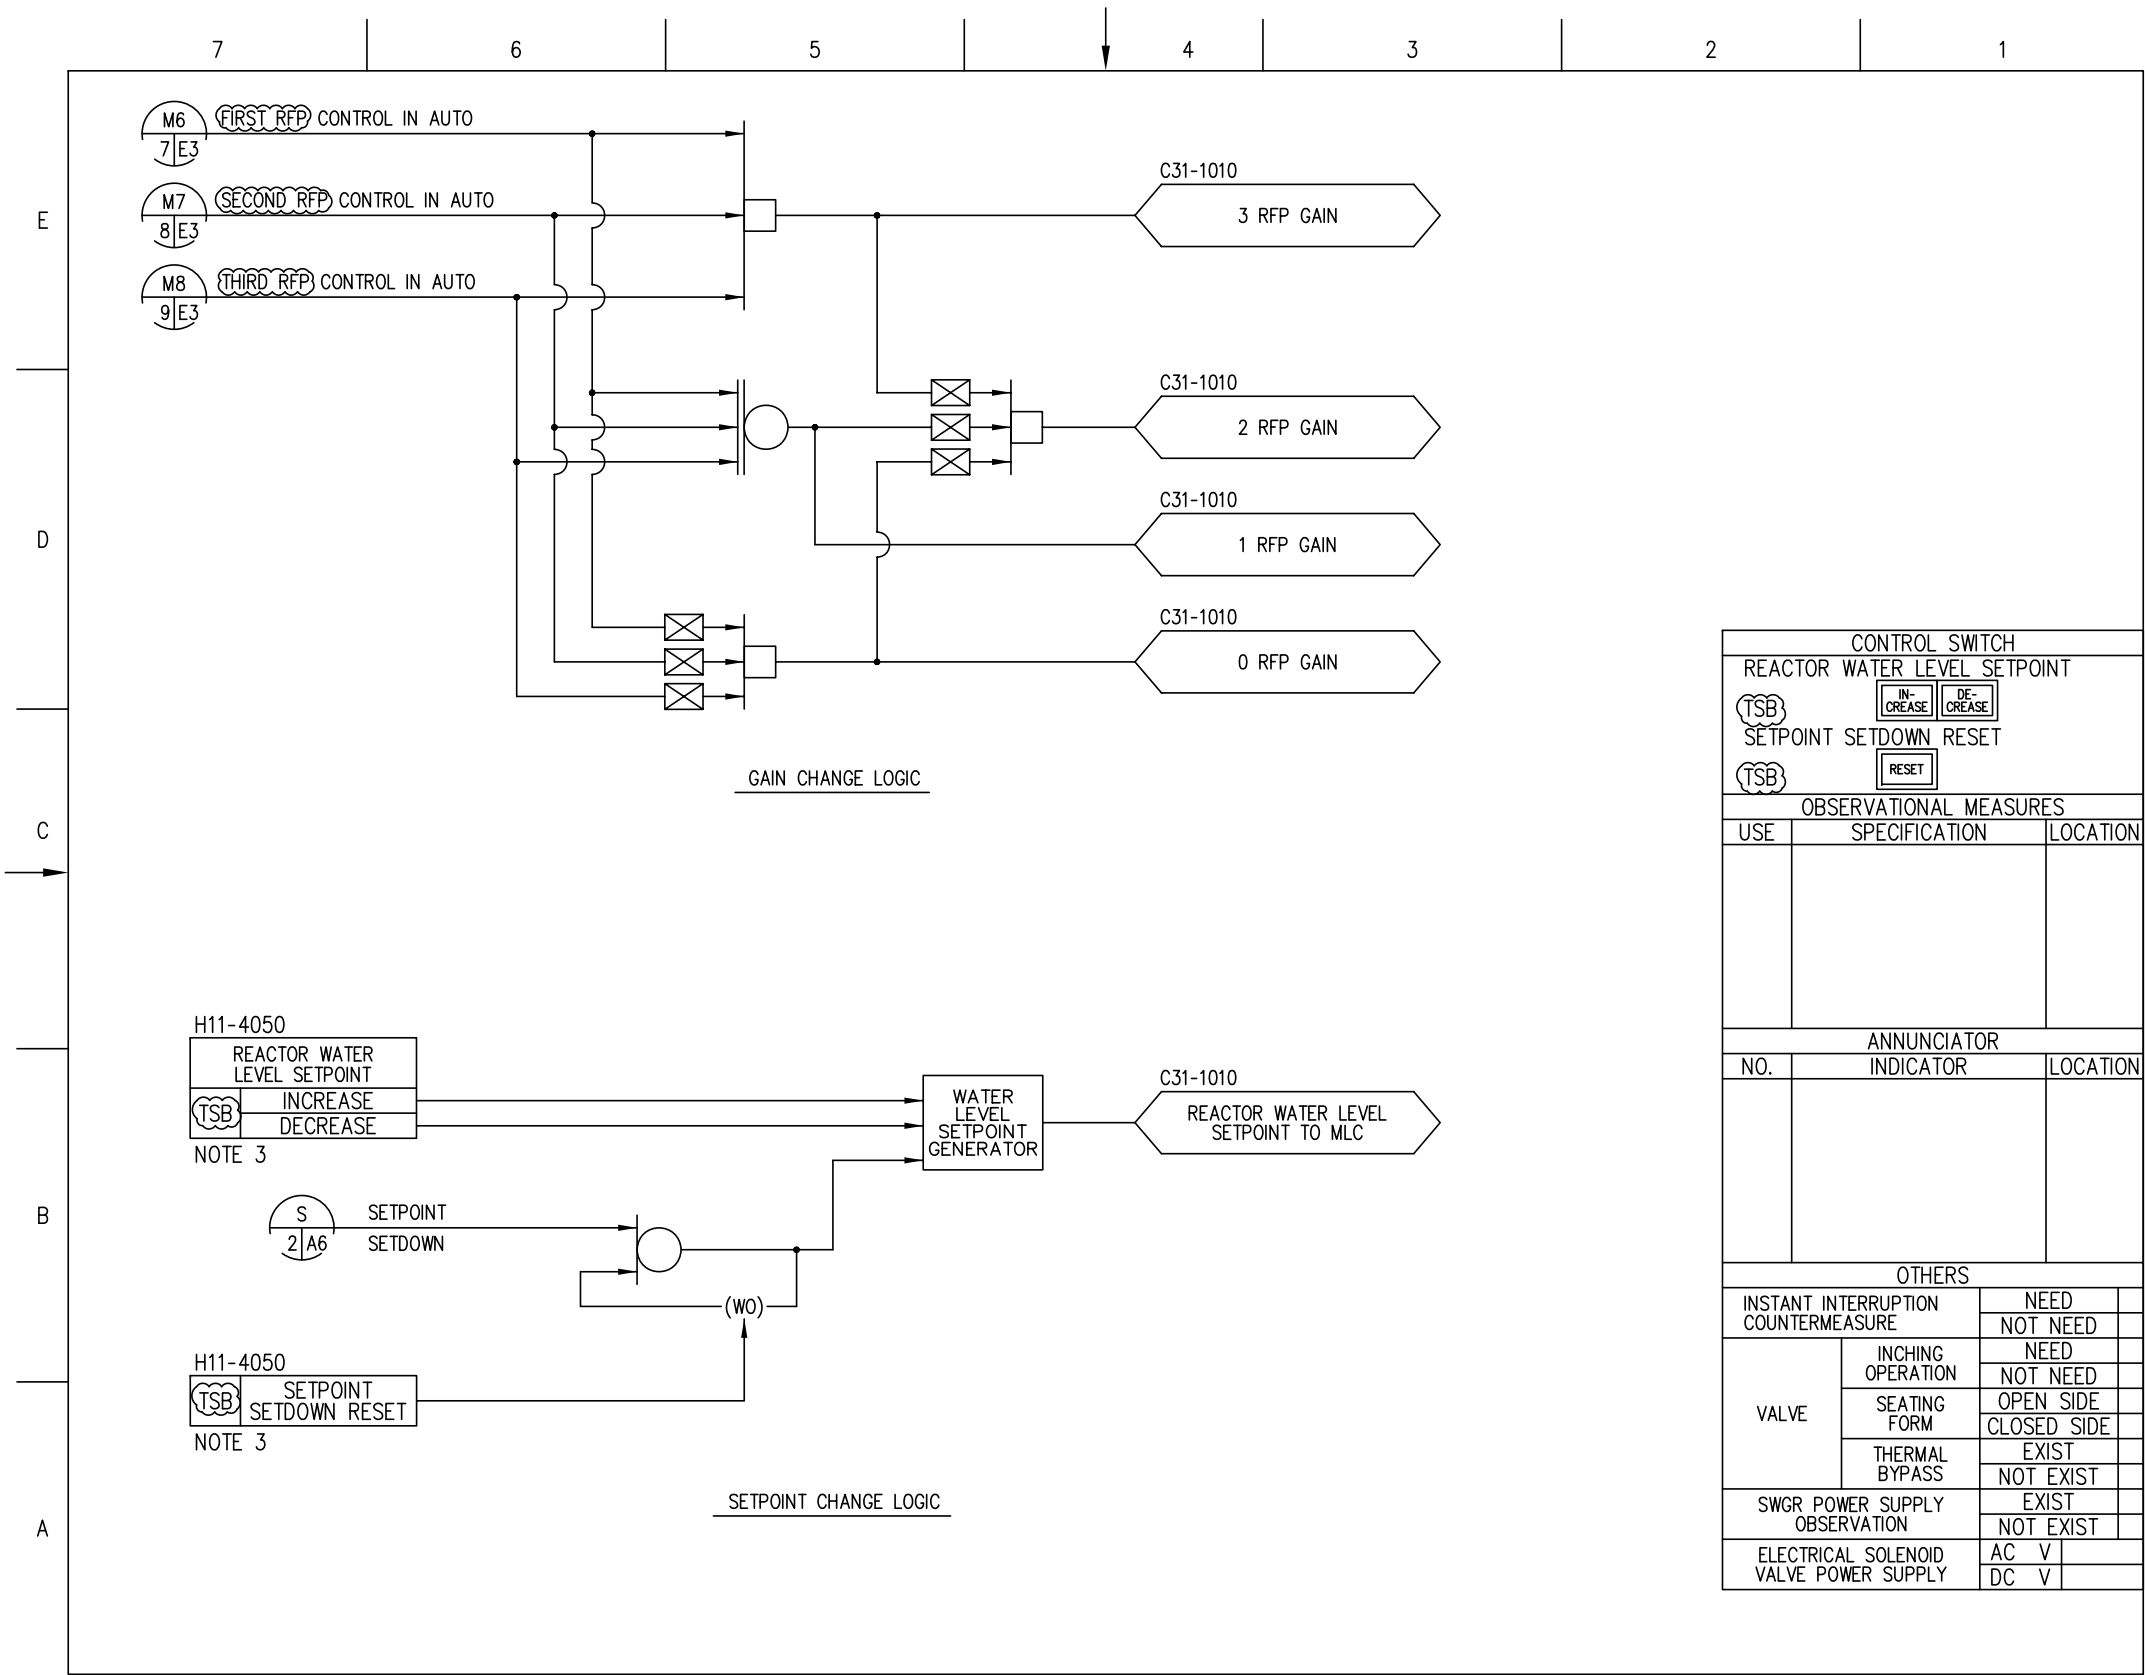 7 6 5 4 3 2 1
E
D
C
B
A
M6
7 E3
FIRST RFP CONTROL IN AUTO
M7
8 E3
SECOND RFP CONTROL IN AUTO
M8
9 E3
THIRD RFP CONTROL IN AUTO
C31-1010
3 RFP GAIN
C31-1010
2 RFP GAIN
C31-1010
1 RFP GAIN
C31-1010
0 RFP GAIN
GAIN CHANGE LOGIC
H11-4050
REACTOR WATER
LEVEL SETPOINT
TSB
INCREASE
DECREASE
NOTE 3
WATER
LEVEL
SETPOINT
GENERATOR
C31-1010
REACTOR WATER LEVEL
SETPOINT TO MLC
S
2 A6
SETPOINT
SETDOWN
(WO)
H11-4050
TSB
SETPOINT
SETDOWN RESET
NOTE 3
SETPOINT CHANGE LOGIC
CONTROL SWITCH
REACTOR WATER LEVEL SETPOINT
TSB
IN-
CREASE
DE-
CREASE
SETPOINT SETDOWN RESET
TSB
RESET
OBSERVATIONAL MEASURES
USE SPECIFICATION LOCATION
ANNUNCIATOR
NO. INDICATOR LOCATION
OTHERS
INSTANT INTERRUPTION
COUNTERMEASURE
NEED
NOT NEED
VALVE
INCHING
OPERATION
NEED
NOT NEED
SEATING
FORM
OPEN SIDE
CLOSED SIDE
THERMAL
BYPASS
EXIST
NOT EXIST
SWGR POWER SUPPLY
OBSERVATION
EXIST
NOT EXIST
ELECTRICAL SOLENOID
VALVE POWER SUPPLY
AC V
DC V